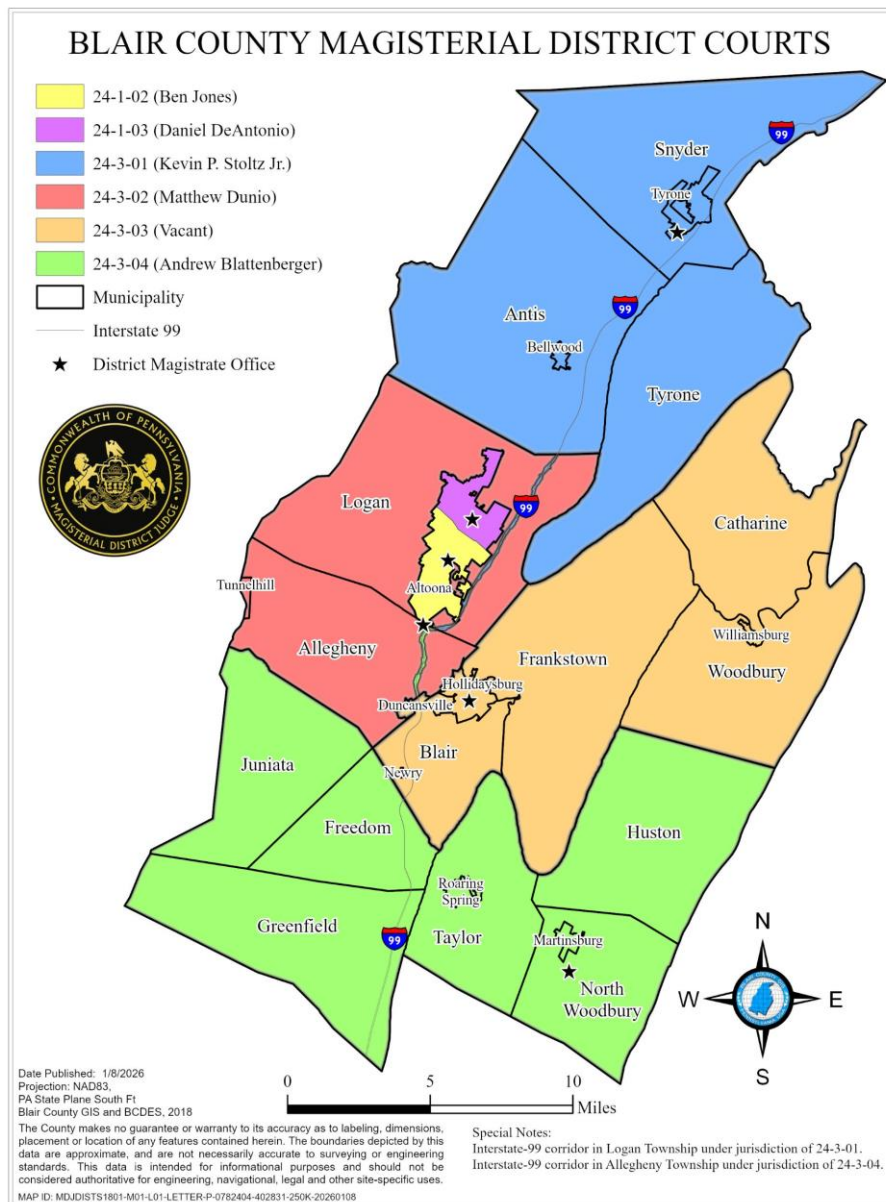 BLAIR COUNTY MAGISTERIAL DISTRICT COURTS
24-1-02 (Ben Jones)
24-1-03 (Daniel DeAntonio)
24-3-01 (Kevin P. Stoltz Jr.)
24-3-02 (Matthew Dunio)
24-3-03 (Vacant)
24-3-04 (Andrew Blattenberger)
Municipality
Interstate 99
District Magistrate Office
COMMONWEALTH OF PENNSYLVANIA
MAGISTERIAL DISTRICT JUDGE
99
Snyder
Tyrone
99
Antis
Bellwood
Tyrone
Logan
99
Catharine
Altoona
Tunnelhill
Williamsburg
Allegheny
Frankstown
Woodbury
Hollidaysburg
Duncansville
Blair
Juniata
Newry
Freedom
Huston
Roaring
Spring
Greenfield
99
Taylor
Martinsburg
North
Woodbury
N
W
E
S
Date Published: 1/8/2026
Projection: NAD83,
PA State Plane South Ft
Blair County GIS and BCDES, 2018
0 5 10
Miles
The County makes no guarantee or warranty to its accuracy as to labeling, dimensions,
placement or location of any features contained herein. The boundaries depicted by this
data are approximate, and are not necessarily accurate to surveying or engineering
standards. This data is intended for informational purposes and should not be
considered authoritative for engineering, navigational, legal and other site-specific uses.
MAP ID: MDJDISTS1801-M01-L01-LETTER-P-0782404-402831-250K-20260108
Special Notes:
Interstate-99 corridor in Logan Township under jurisdiction of 24-3-01.
Interstate-99 corridor in Allegheny Township under jurisdiction of 24-3-04.